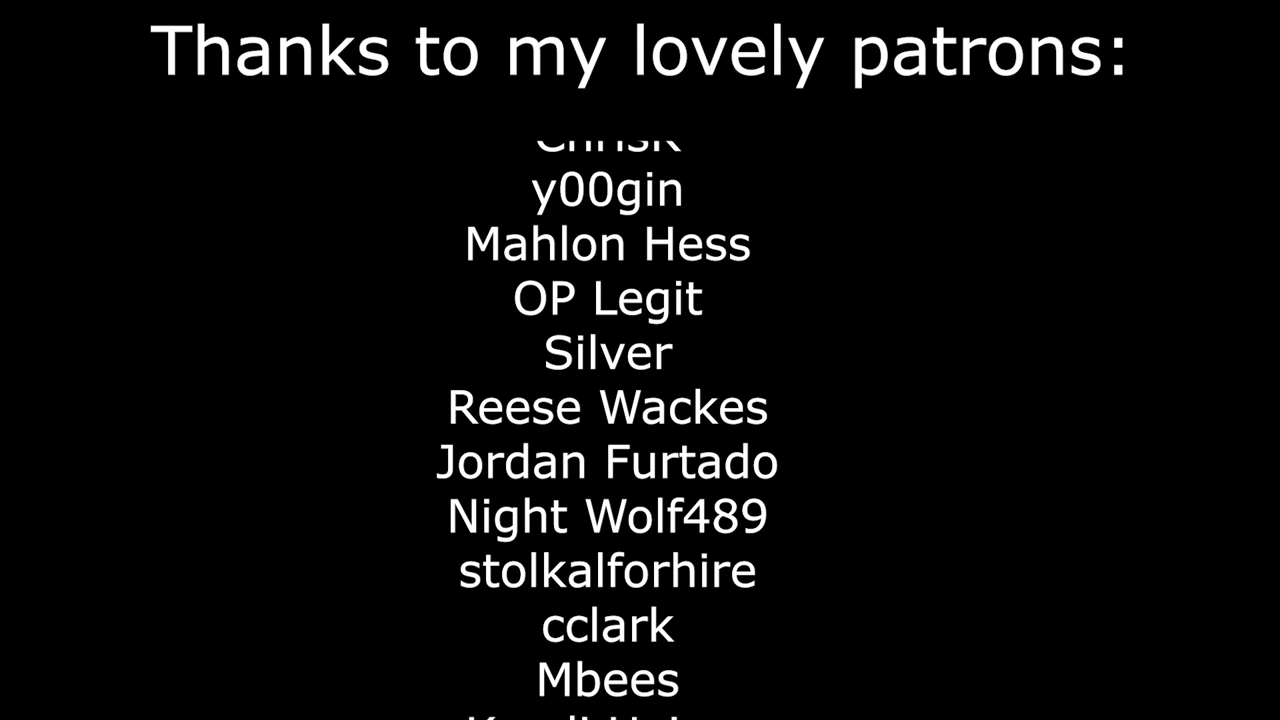 Thanks to my lovely patrons:
ChrisK
y00gin
Mahlon Hess
OP Legit
Silver
Reese Wackes
Jordan Furtado
Night Wolf489
stolkalforhire
cclark
Mbees